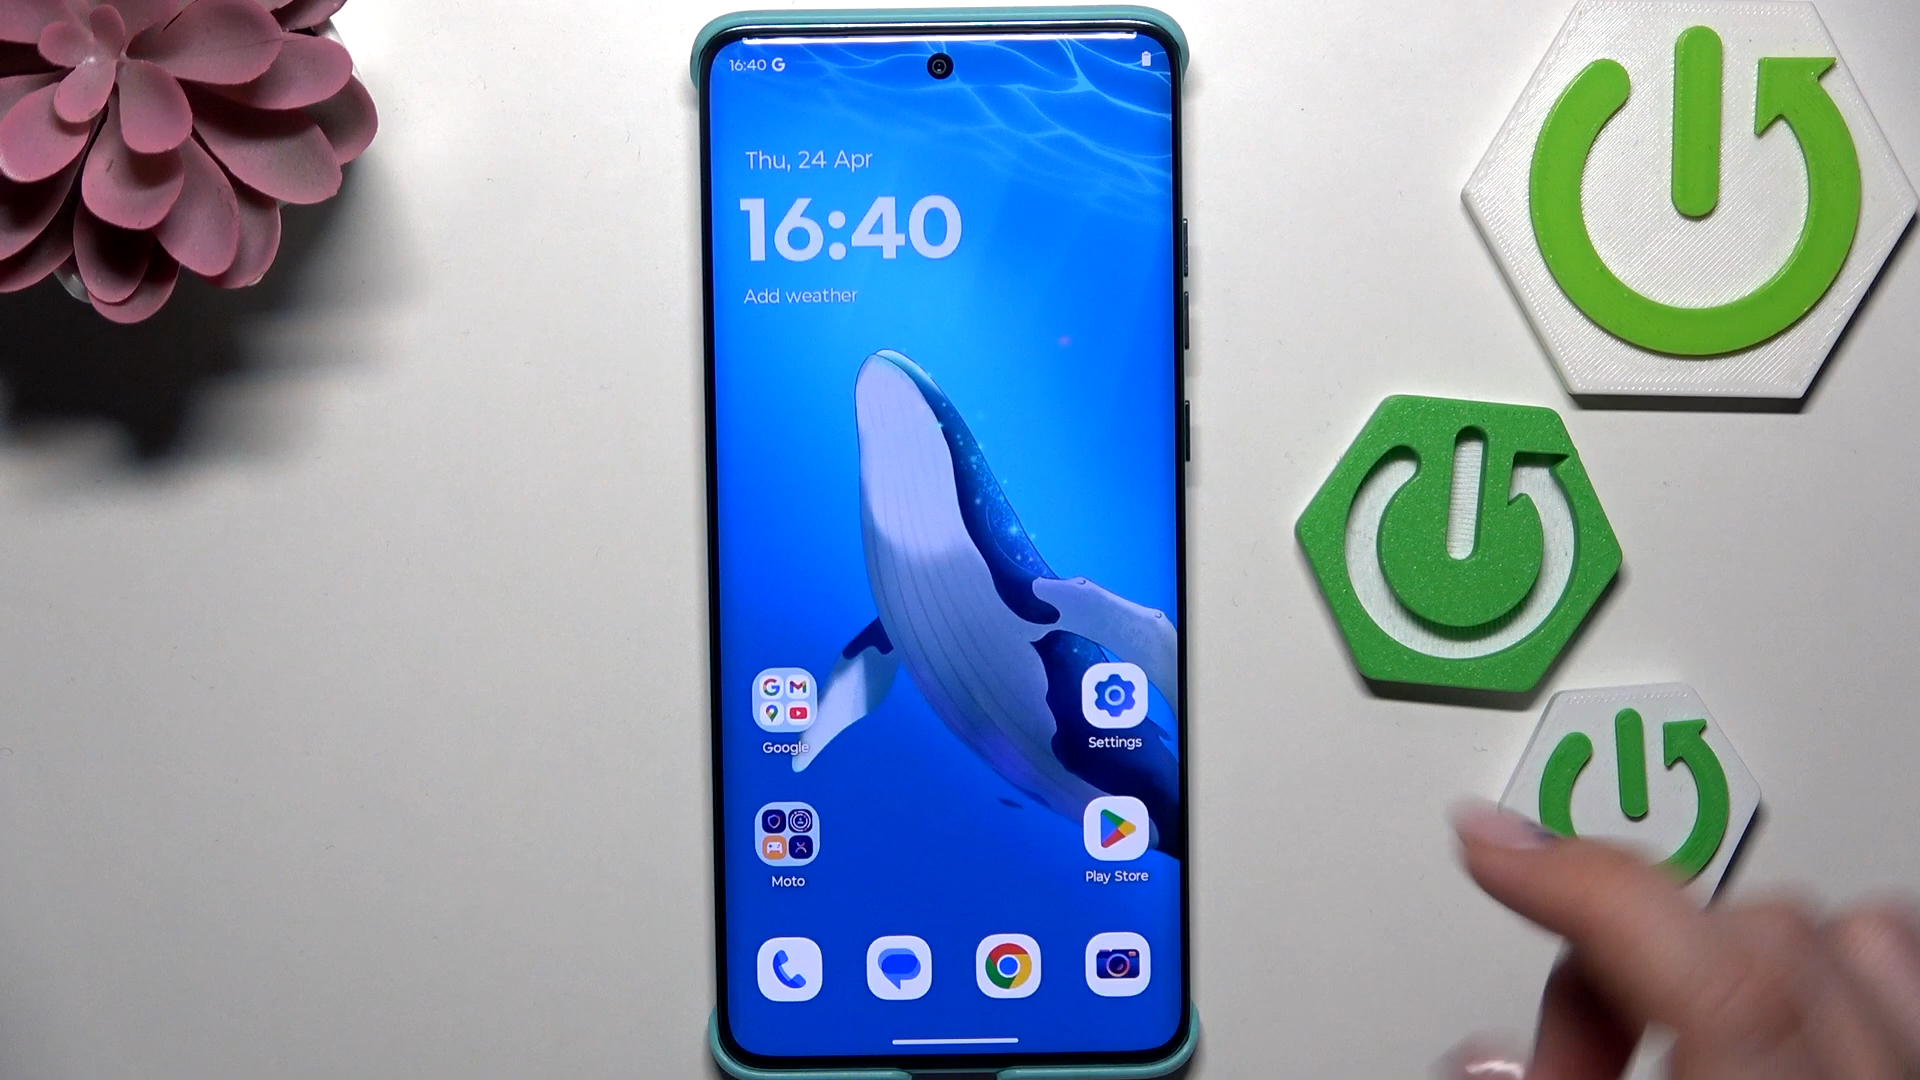 16:40 G
Thu, 24 Apr
16:40
Add weather
Google
Settings
Moto
Play Store